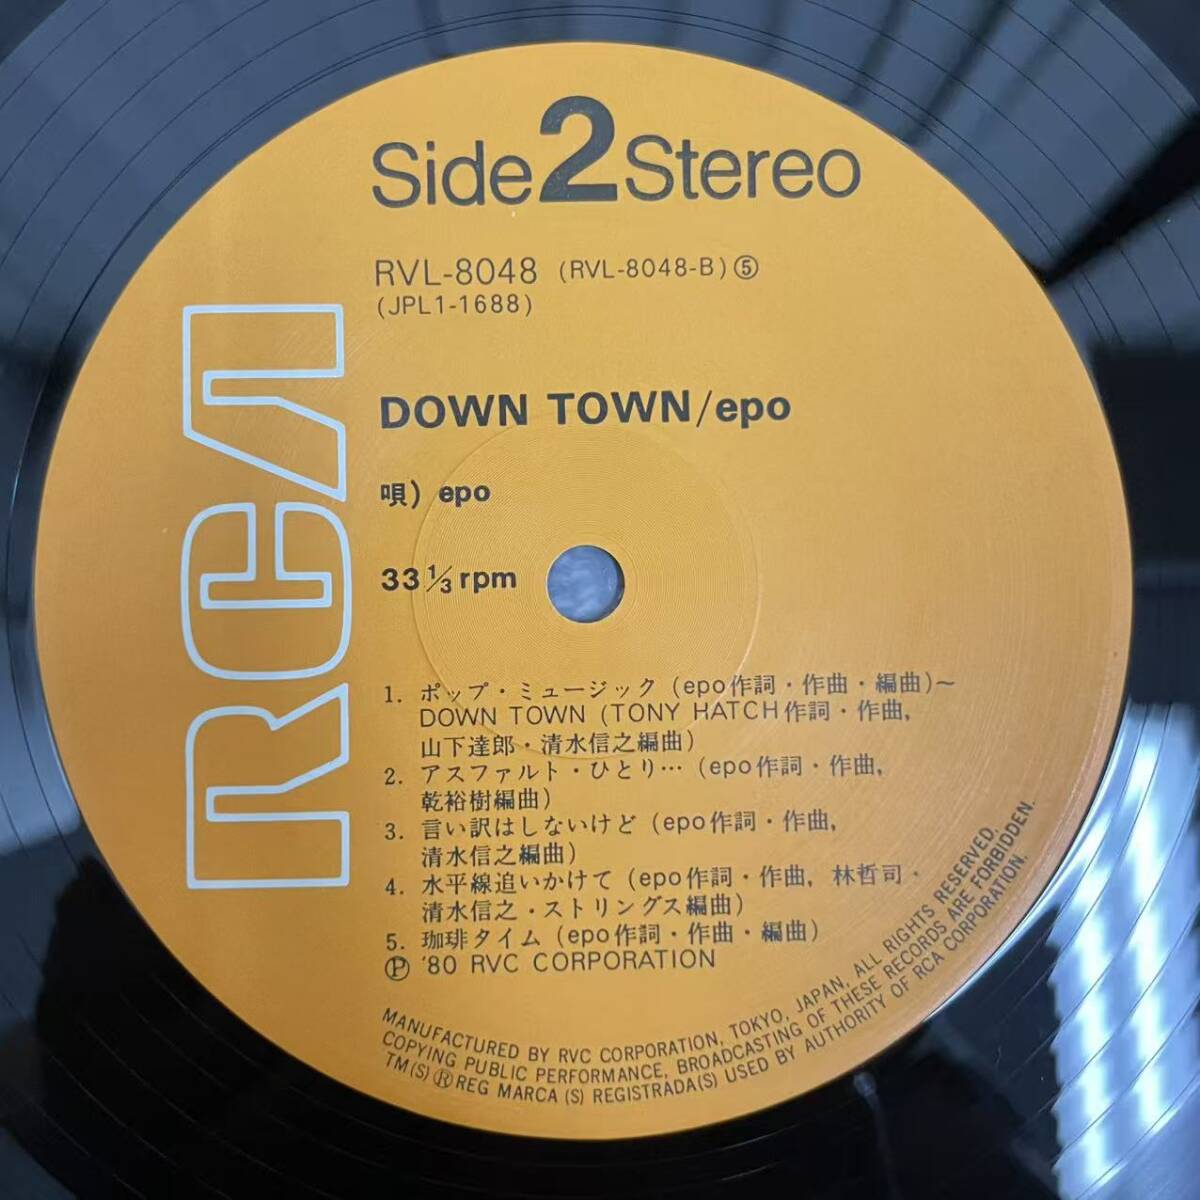 Side 2 Stereo
RVL-8048 (RVL-8048-B) ⑤
(JPL1-1688)
RCA
DOWN TOWN/epo
唄) epo
33 1/3 rpm
1. ポップ・ミュージック (epo作詞・作曲・編曲)～
DOWN TOWN (TONY HATCH作詞・作曲,
山下達郎・清水信之編曲)
2. アスファルト・ひとり… (epo作詞・作曲,
乾裕樹編曲)
3. 言い訳はしないけど (epo作詞・作曲,
清水信之編曲)
4. 水平線追いかけて (epo作詞・作曲, 林哲司・
清水信之・ストリングス編曲)
5. 珈琲タイム (epo作詞・作曲・編曲)
Ⓟ '80 RVC CORPORATION
MANUFACTURED BY RVC CORPORATION, TOKYO, JAPAN, ALL RIGHTS RESERVED.
COPYING PUBLIC PERFORMANCE, BROADCASTING OF THESE RECORDS ARE FORBIDDEN.
TM(S) ® REG MARCA (S) REGISTRADA(S) USED BY AUTHORITY OF RCA CORPORATION.